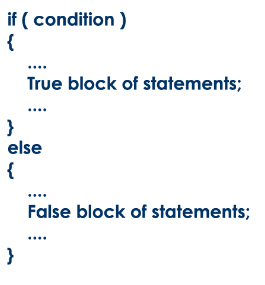 if ( condition )
{
....
True block of statements;
....
}
else
{
....
False block of statements;
....
}